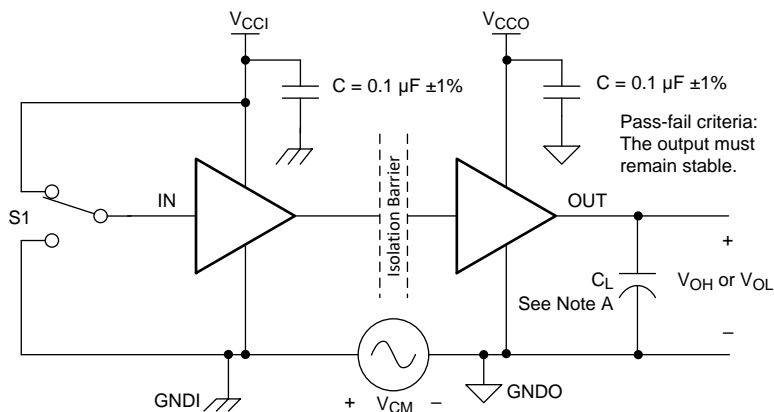 VCCI
VCCO
C = 0.1 µF ±1%
C = 0.1 µF ±1%
Pass-fail criteria:
The output must
remain stable.
S1
IN
Isolation Barrier
OUT
CL
See Note A
+
VOH or VOL
–
GNDI
+ VCM –
GNDO